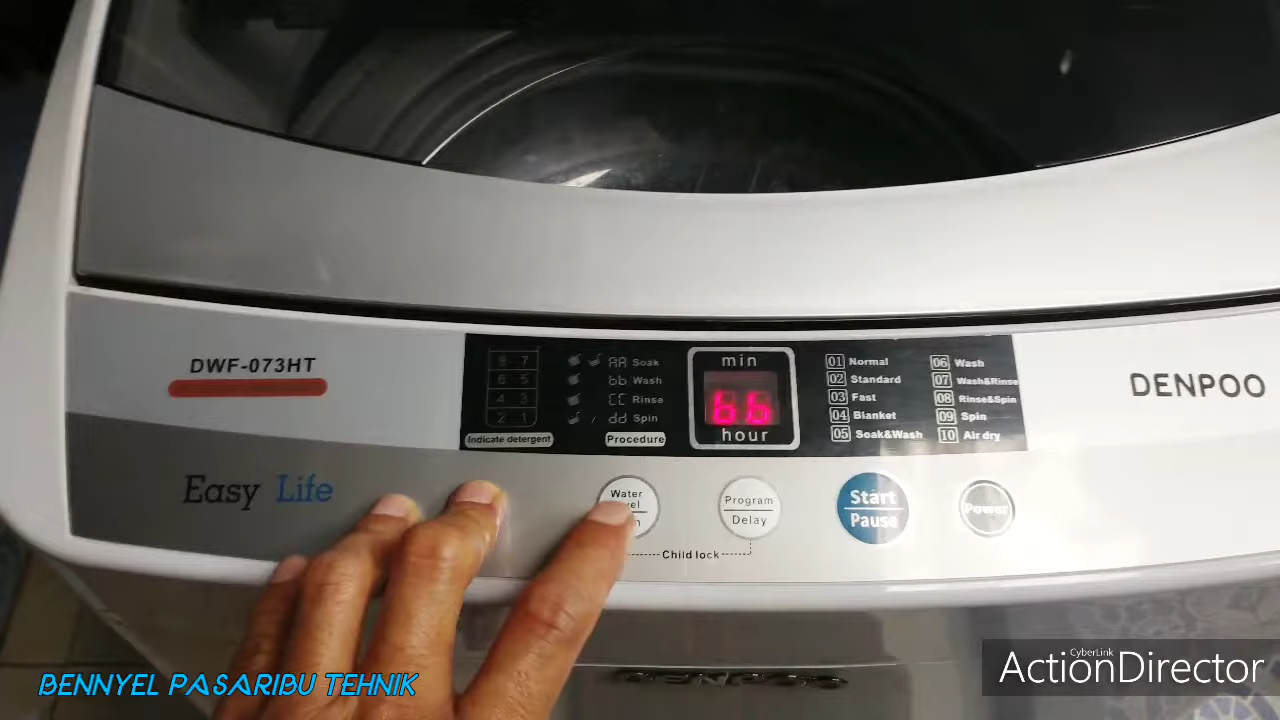 DWF-073HT
Easy Life
8 7
6 5
4 3
2 1
Indicate detergent
AA Soak
bb Wash
CC Rinse
dd Spin
Procedure
min
66
hour
01 Normal
02 Standard
03 Fast
04 Blanket
05 Soak&Wash
06 Wash
07 Wash&Rinse
08 Rinse&Spin
09 Spin
10 Air dry
DENPOO
Water
Program
Delay
Start
Pause
Power
Child lock
DENPOO
BENNYEL PASARIBU TEHNIK
CyberLink
ActionDirector